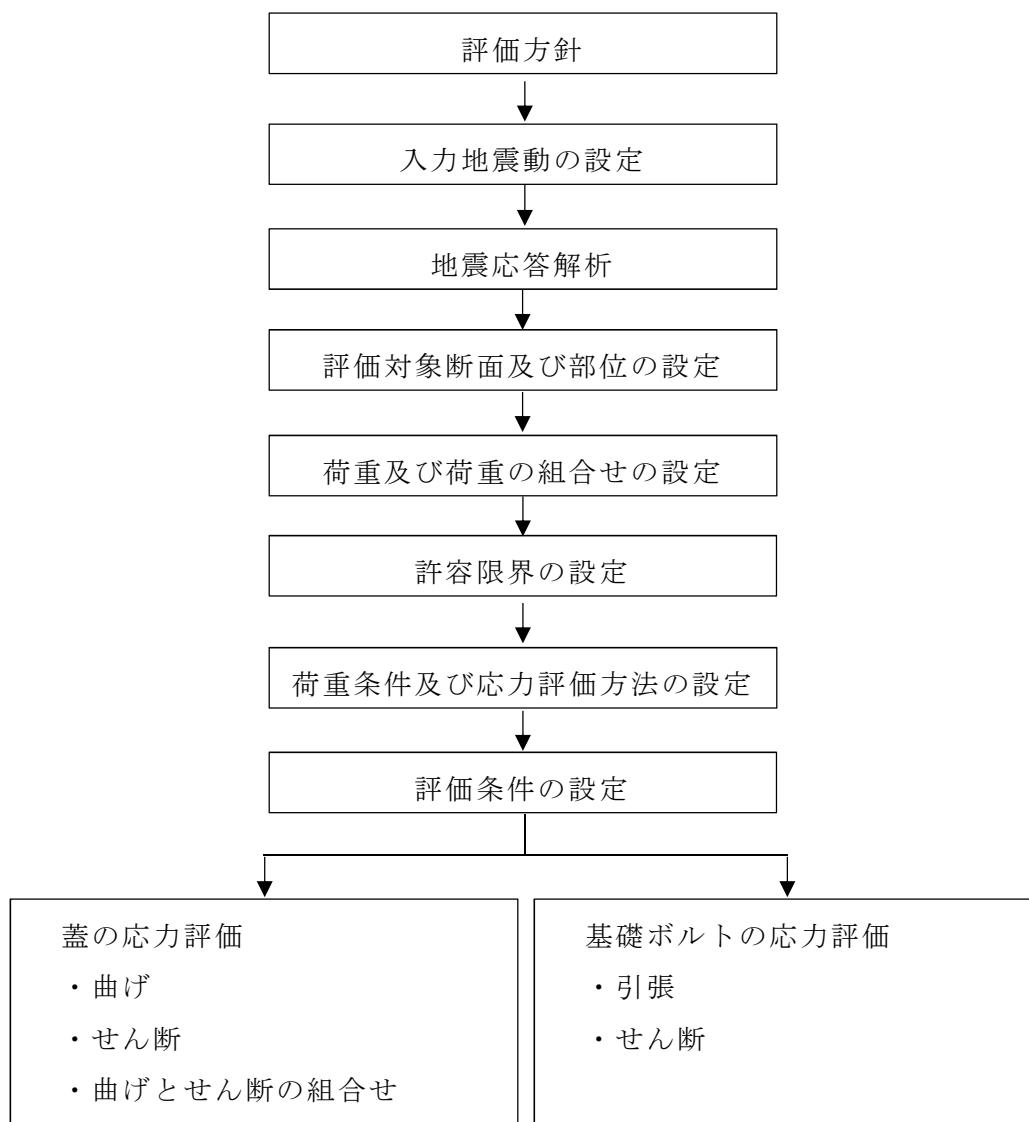 評価方針
入力地震動の設定
地震応答解析
評価対象断面及び部位の設定
荷重及び荷重の組合せの設定
許容限界の設定
荷重条件及び応力評価方法の設定
評価条件の設定
蓋の応力評価
・曲げ
・せん断
・曲げとせん断の組合せ
基礎ボルトの応力評価
・引張
・せん断